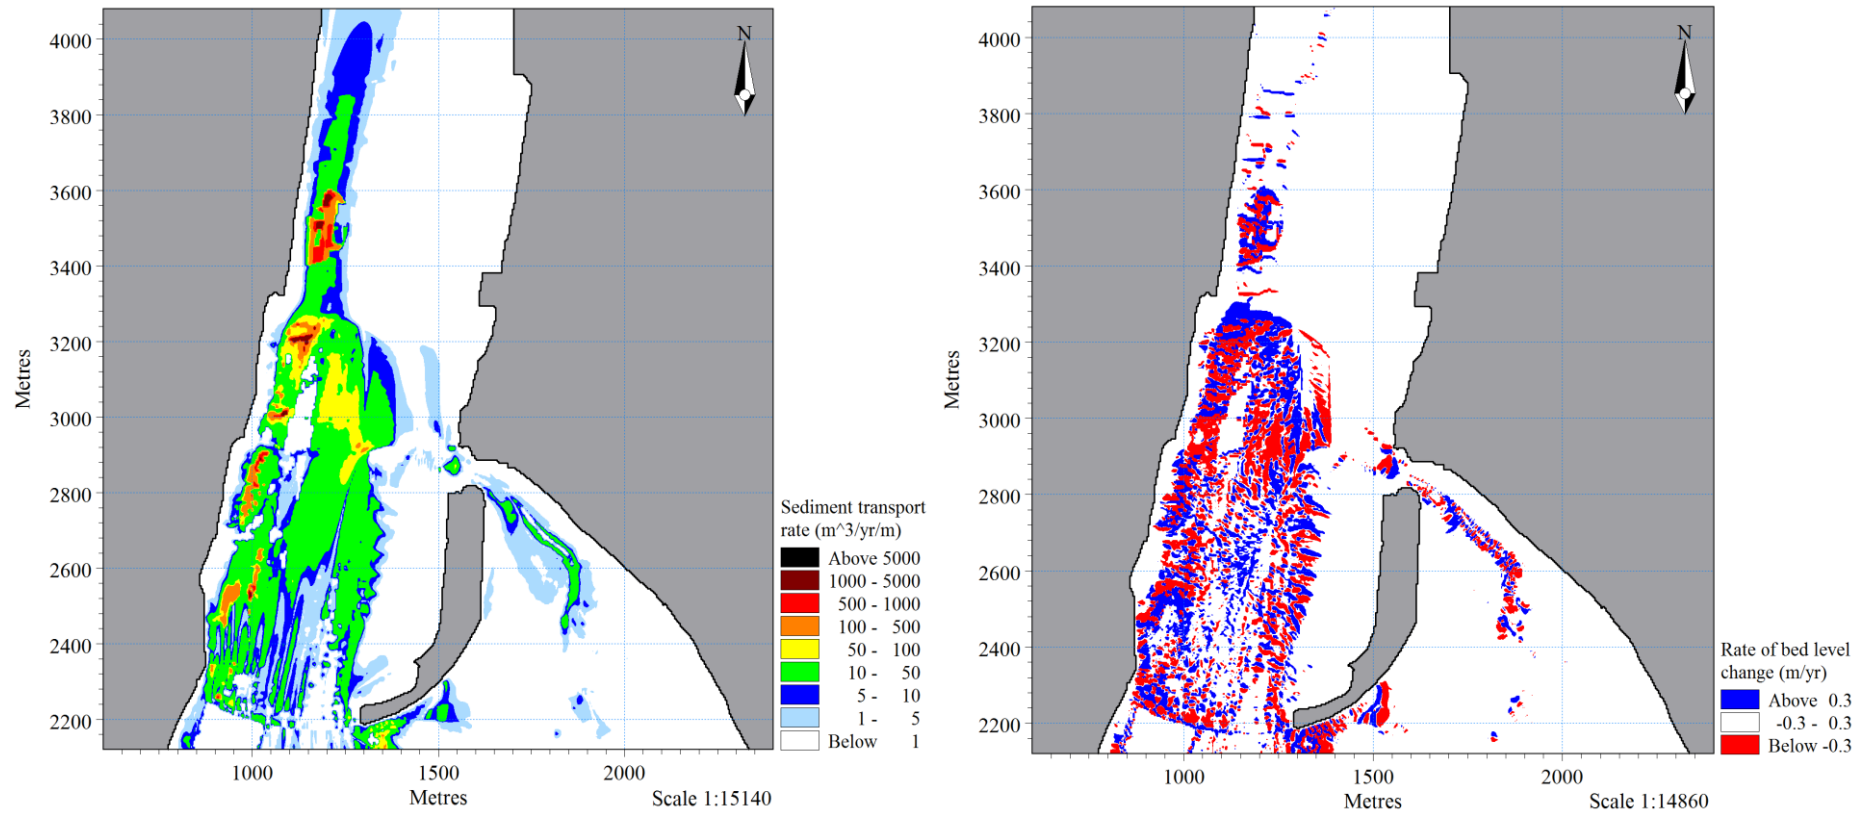 N
4000
3800
3600
3400
3200
3000
2800
2600
2400
2200
Metres
1000 1500 2000
Metres
Scale 1:15140
Sediment transport
rate (m^3/yr/m)
Above 5000
1000 - 5000
500 - 1000
100 - 500
50 - 100
10 - 50
5 - 10
1 - 5
Below 1
N
4000
3800
3600
3400
3200
3000
2800
2600
2400
2200
Metres
1000 1500 2000
Metres
Scale 1:14860
Rate of bed level
change (m/yr)
Above 0.3
-0.3 - 0.3
Below -0.3